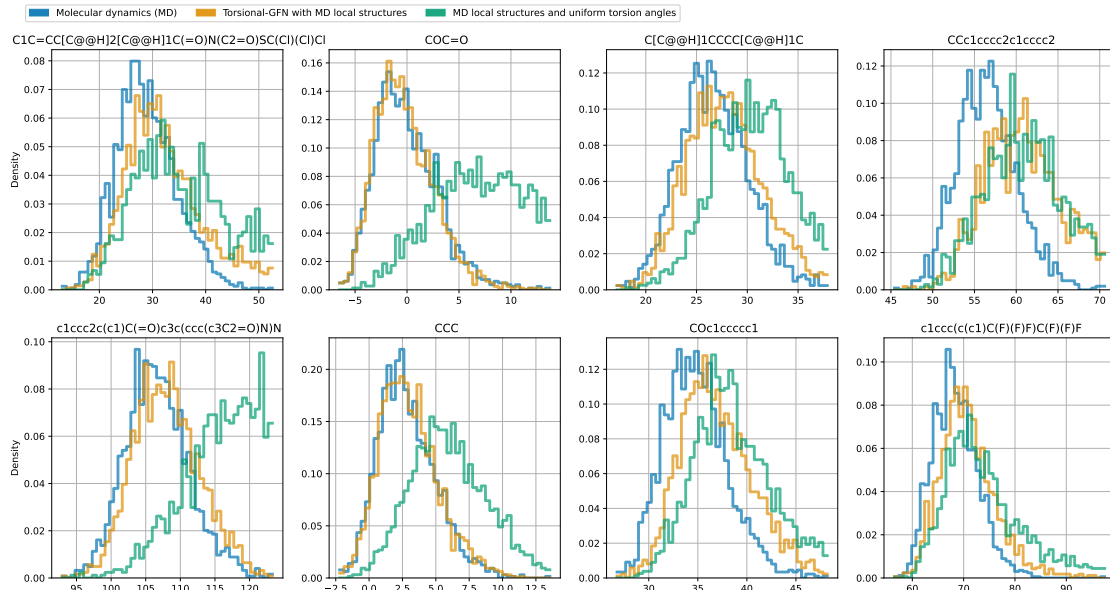 Molecular dynamics (MD) Torsional-GFN with MD local structures MD local structures and uniform torsion angles
C1C=CC[C@@H]2[C@@H]1C(=O)N(C2=O)SC(Cl)(Cl)Cl COC=O C[C@@H]1CCCC[C@@H]1C CCc1cccc2c1cccc2
0.08 0.16 0.12 0.12
0.07 0.14 0.10 0.10
0.06 0.12 0.08 0.08
0.05 0.10 0.06 0.06
0.04 0.08 0.04 0.04
0.03 0.06 0.02 0.02
0.02 0.04 0.00 0.00
0.01 0.02
0.00 0.00
Density
20 30 40 50 −5 0 5 10 20 25 30 35 45 50 55 60 65 70
c1ccc2c(c1)C(=O)c3c(ccc(c3C2=O)N)N CCC COc1ccccc1 c1ccc(c(c1)C(F)(F)F)C(F)(F)F
0.10 0.20 0.12 0.10
0.08 0.15 0.10 0.08
0.06 0.10 0.08 0.06
0.04 0.05 0.06 0.04
0.02 0.00 0.04 0.02
0.00 0.02 0.00
0.00
Density
95 100 105 110 115 120 −2.5 0.0 2.5 5.0 7.5 10.0 12.5 30 35 40 45 60 70 80 90